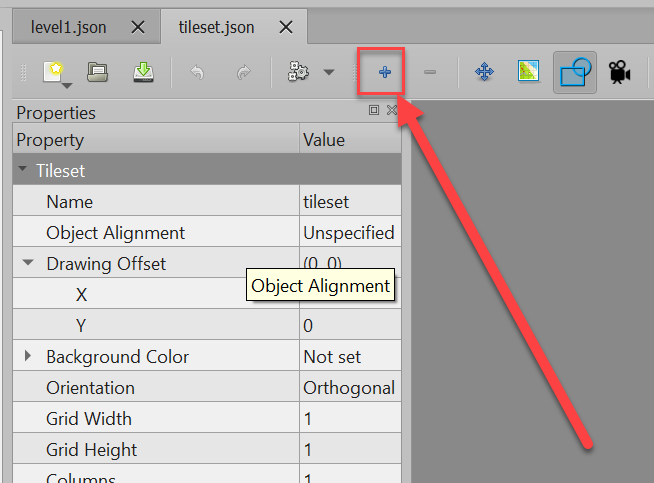 level1.json
tileset.json
Properties
Property Value
Tileset
Name tileset
Object Alignment Unspecified
Drawing Offset (0, 0)
Object Alignment
X
Y 0
Background Color Not set
Orientation Orthogonal
Grid Width 1
Grid Height 1
Columns 1